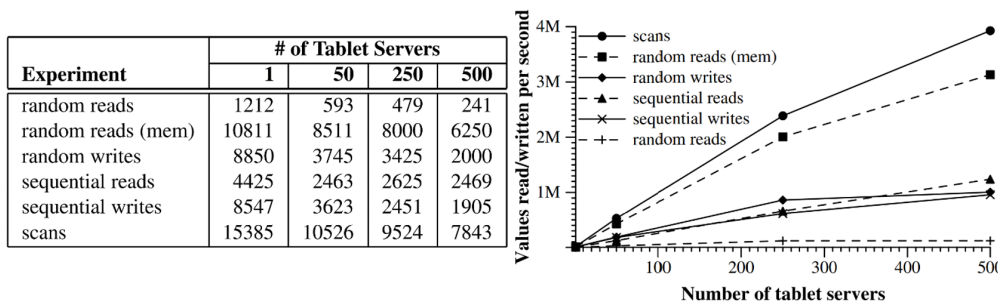 # of Tablet Servers
Experiment 1 50 250 500
random reads 1212 593 479 241
random reads (mem) 10811 8511 8000 6250
random writes 8850 3745 3425 2000
sequential reads 4425 2463 2625 2469
sequential writes 8547 3623 2451 1905
scans 15385 10526 9524 7843
Values read/written per second
4M
3M
2M
1M
scans
random reads (mem)
random writes
sequential reads
sequential writes
random reads
100 200 300 400 500
Number of tablet servers